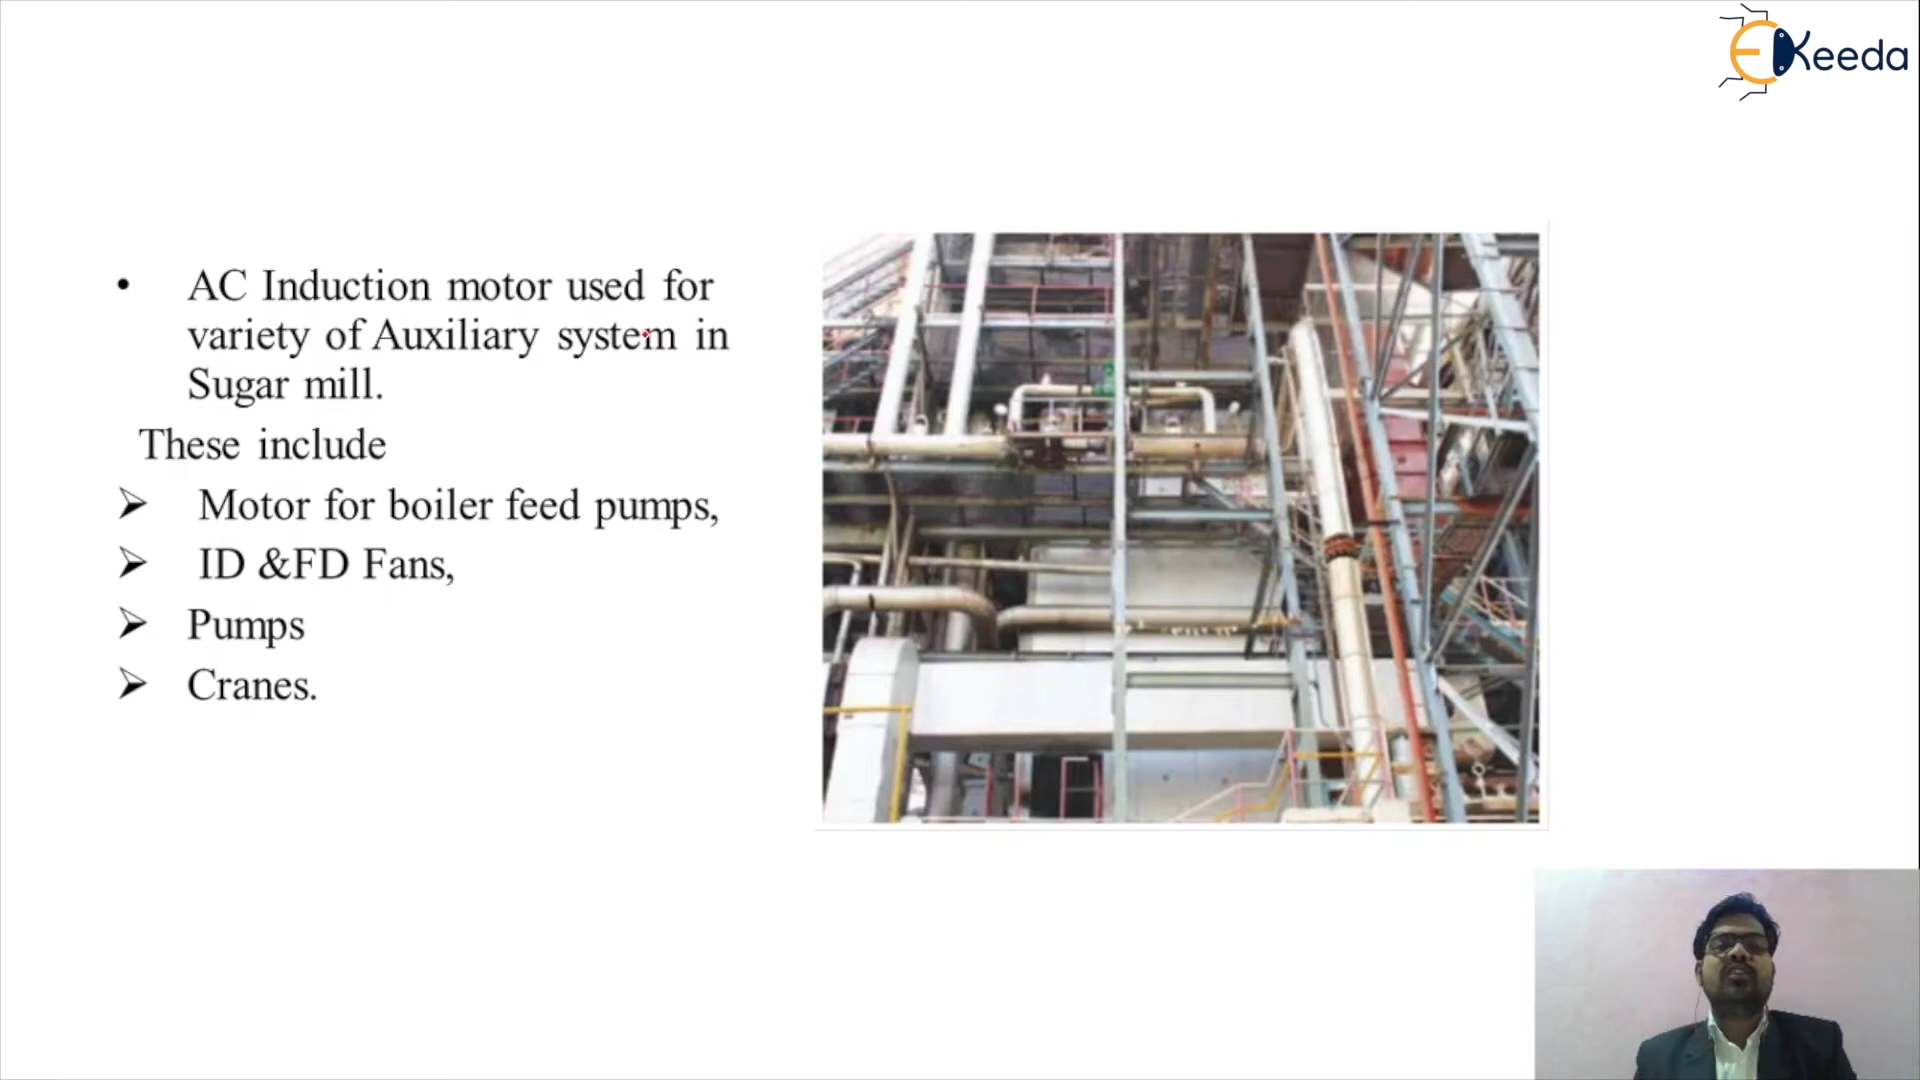 EKeeda
• AC Induction motor used for
variety of Auxiliary system in
Sugar mill.
These include
➢ Motor for boiler feed pumps,
➢ ID &FD Fans,
➢ Pumps
➢ Cranes.